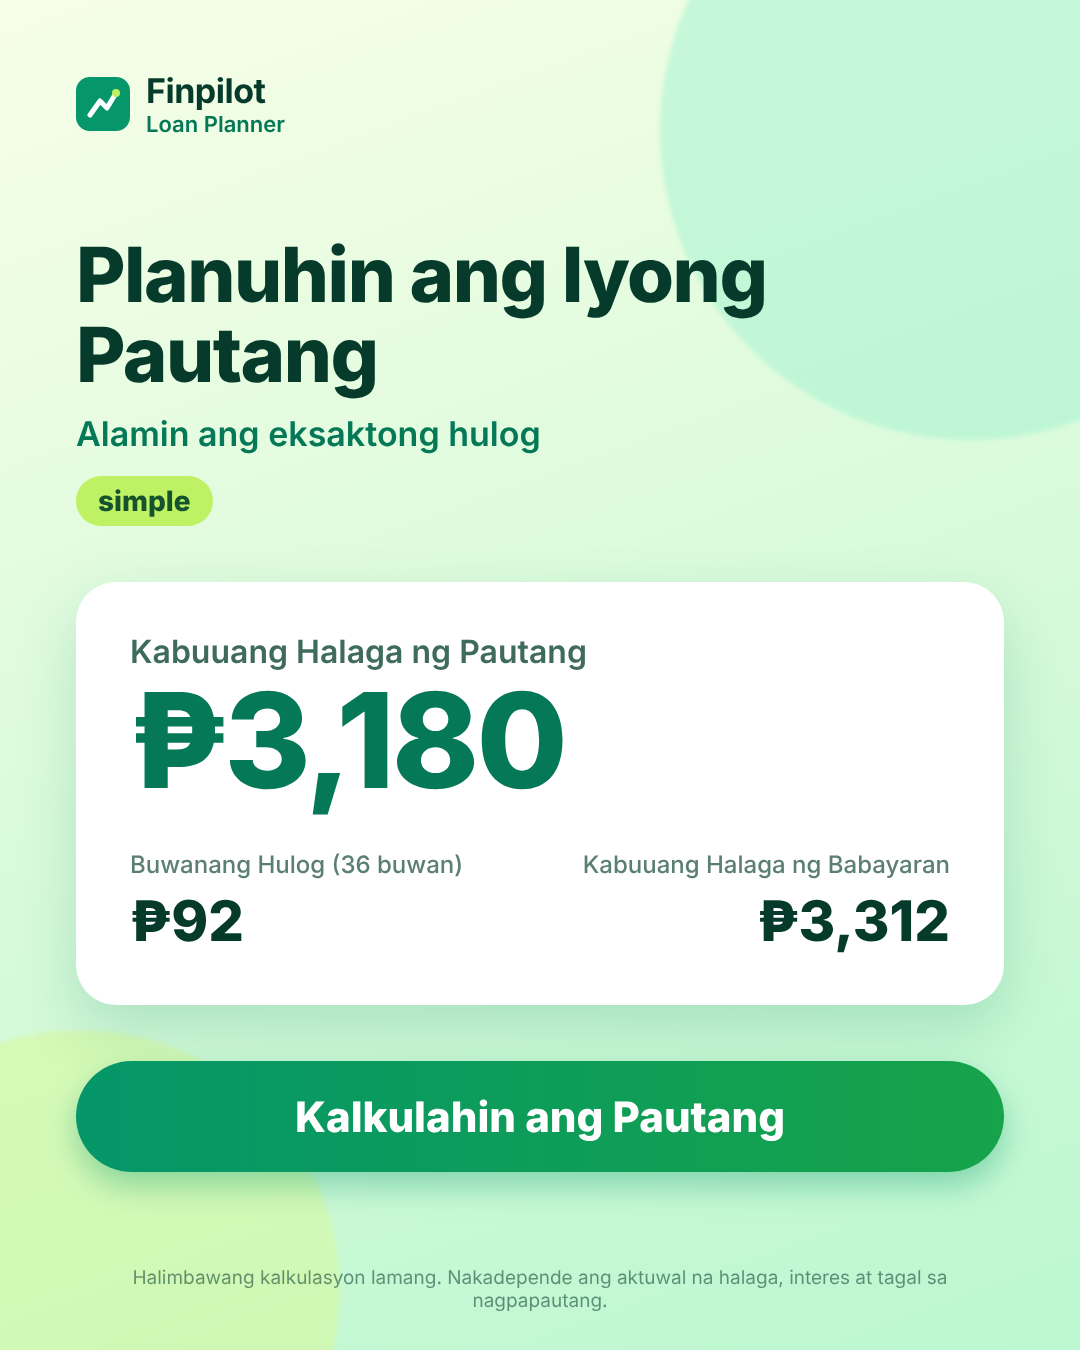 Finpilot
Loan Planner
Planuhin ang Iyong
Pautang
Alamin ang eksaktong hulog
simple
Kabuuang Halaga ng Pautang
₱3,180
Buwanang Hulog (36 buwan)
₱92
Kabuuang Halaga ng Babayaran
₱3,312
Kalkulahin ang Pautang
Halimbawang kalkulasyon lamang. Nakadepende ang aktuwal na halaga, interes at tagal sa
nagpapautang.